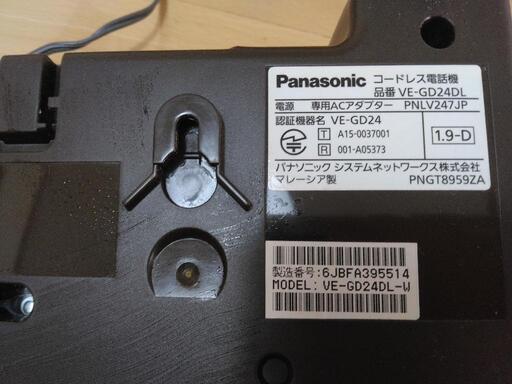 Panasonic コードレス電話機
品番 VE-GD24DL
電源 専用ACアダプター PNLV247JP
認証機器名 VE-GD24
T A15-0037001
R 001-A05373
1.9-D
パナソニック システムネットワークス株式会社
マレーシア製 PNGT8959ZA
製造番号:6JBFA395514
MODEL: VE-GD24DL-W